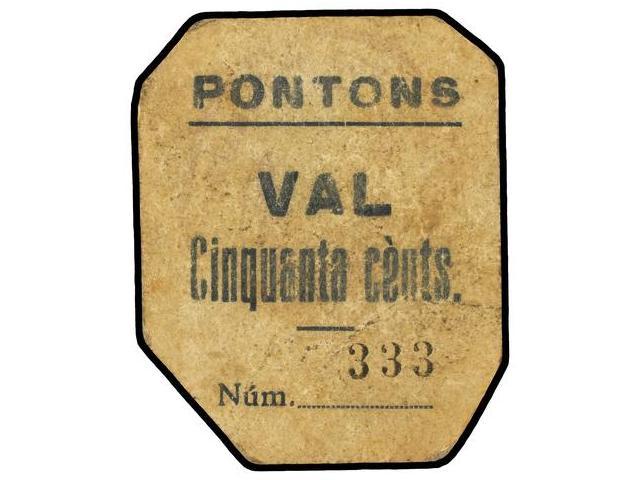 PONTONS
VAL
Cinquanta cènts.
333
Núm.